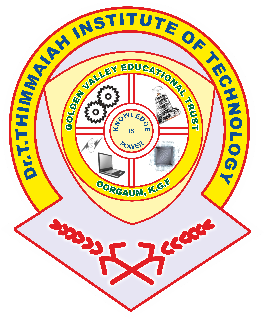 Dr.T.THIMMAIAH INSTITUTE OF TECHNOLOGY
GOLDEN VALLEY EDUCATIONAL TRUST
KNOWLEDGE
IS
POWER
OORGAUM, K.G.F